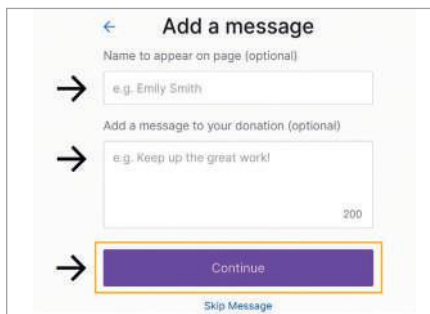 Add a message
Name to appear on page (optional)
e.g. Emily Smith
Add a message to your donation (optional)
e.g. Keep up the great work!
200
Continue
Skip Message